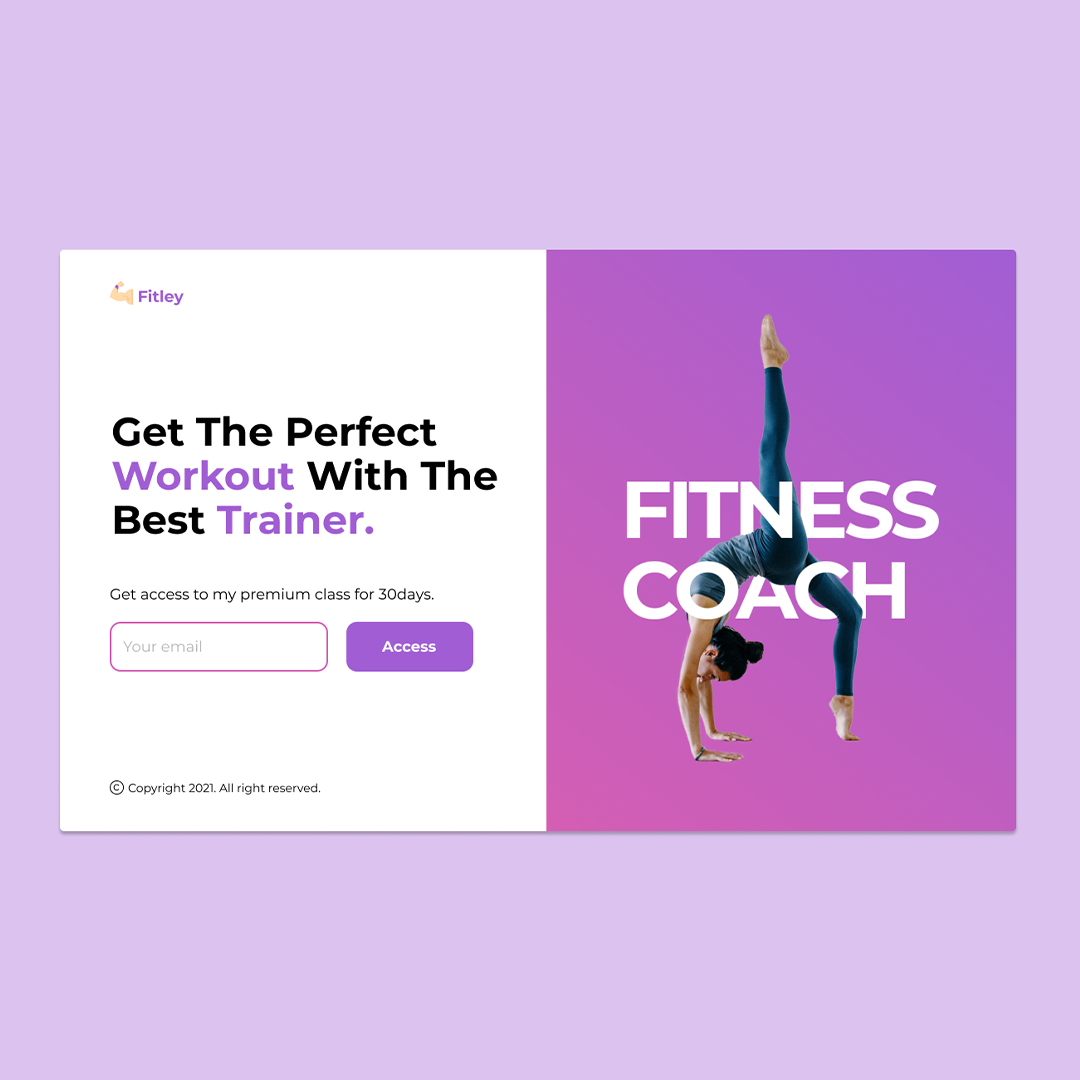 Fitley
Get The Perfect
Workout With The
Best Trainer.
Get access to my premium class for 30days.
Your email
Access
© Copyright 2021. All right reserved.
FITNESS
COACH